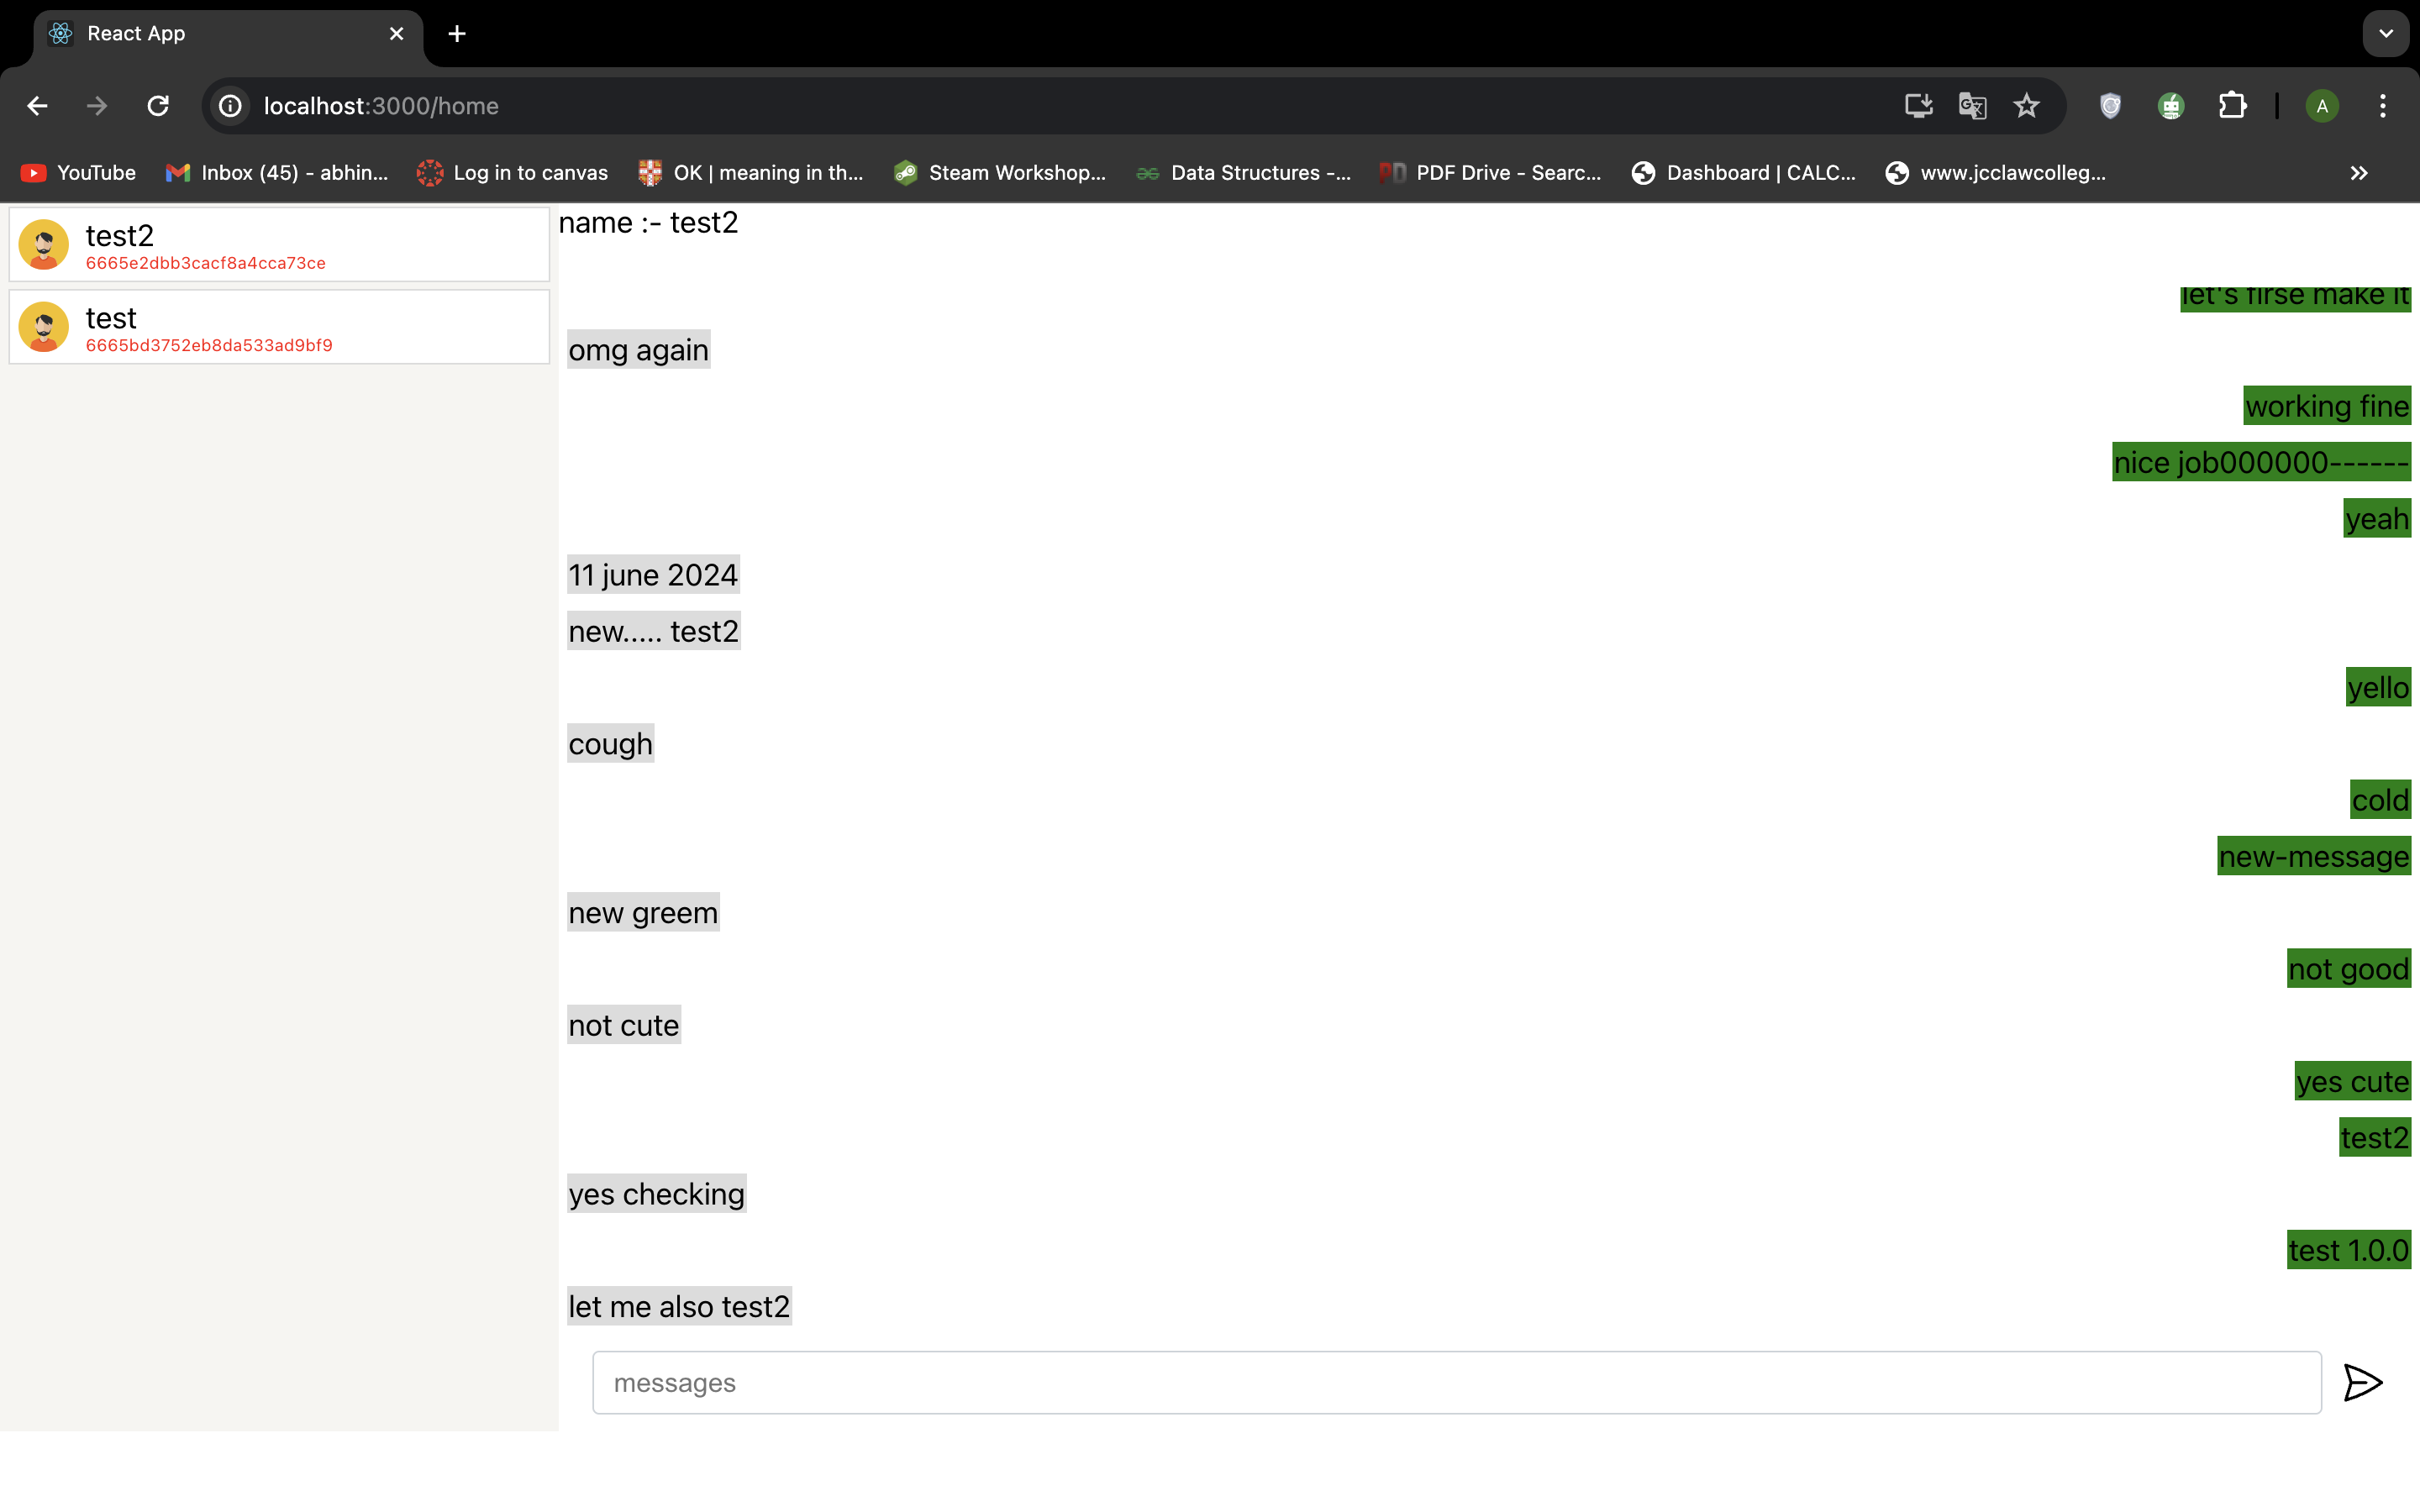 React App
localhost:3000/home
A
YouTube
Inbox (45) - abhin...
Log in to canvas
OK | meaning in th...
Steam Workshop...
Data Structures -...
PDF Drive - Searc...
Dashboard | CALC...
www.jcclawcolleg...
test2
6665e2dbb3cacf8a4cca73ce
test
6665bd3752eb8da533ad9bf9
name :- test2
let's firse make it
omg again
working fine
nice job000000------
yeah
11 june 2024
new..... test2
yello
cough
cold
new-message
new greem
not good
not cute
yes cute
test2
yes checking
test 1.0.0
let me also test2
messages